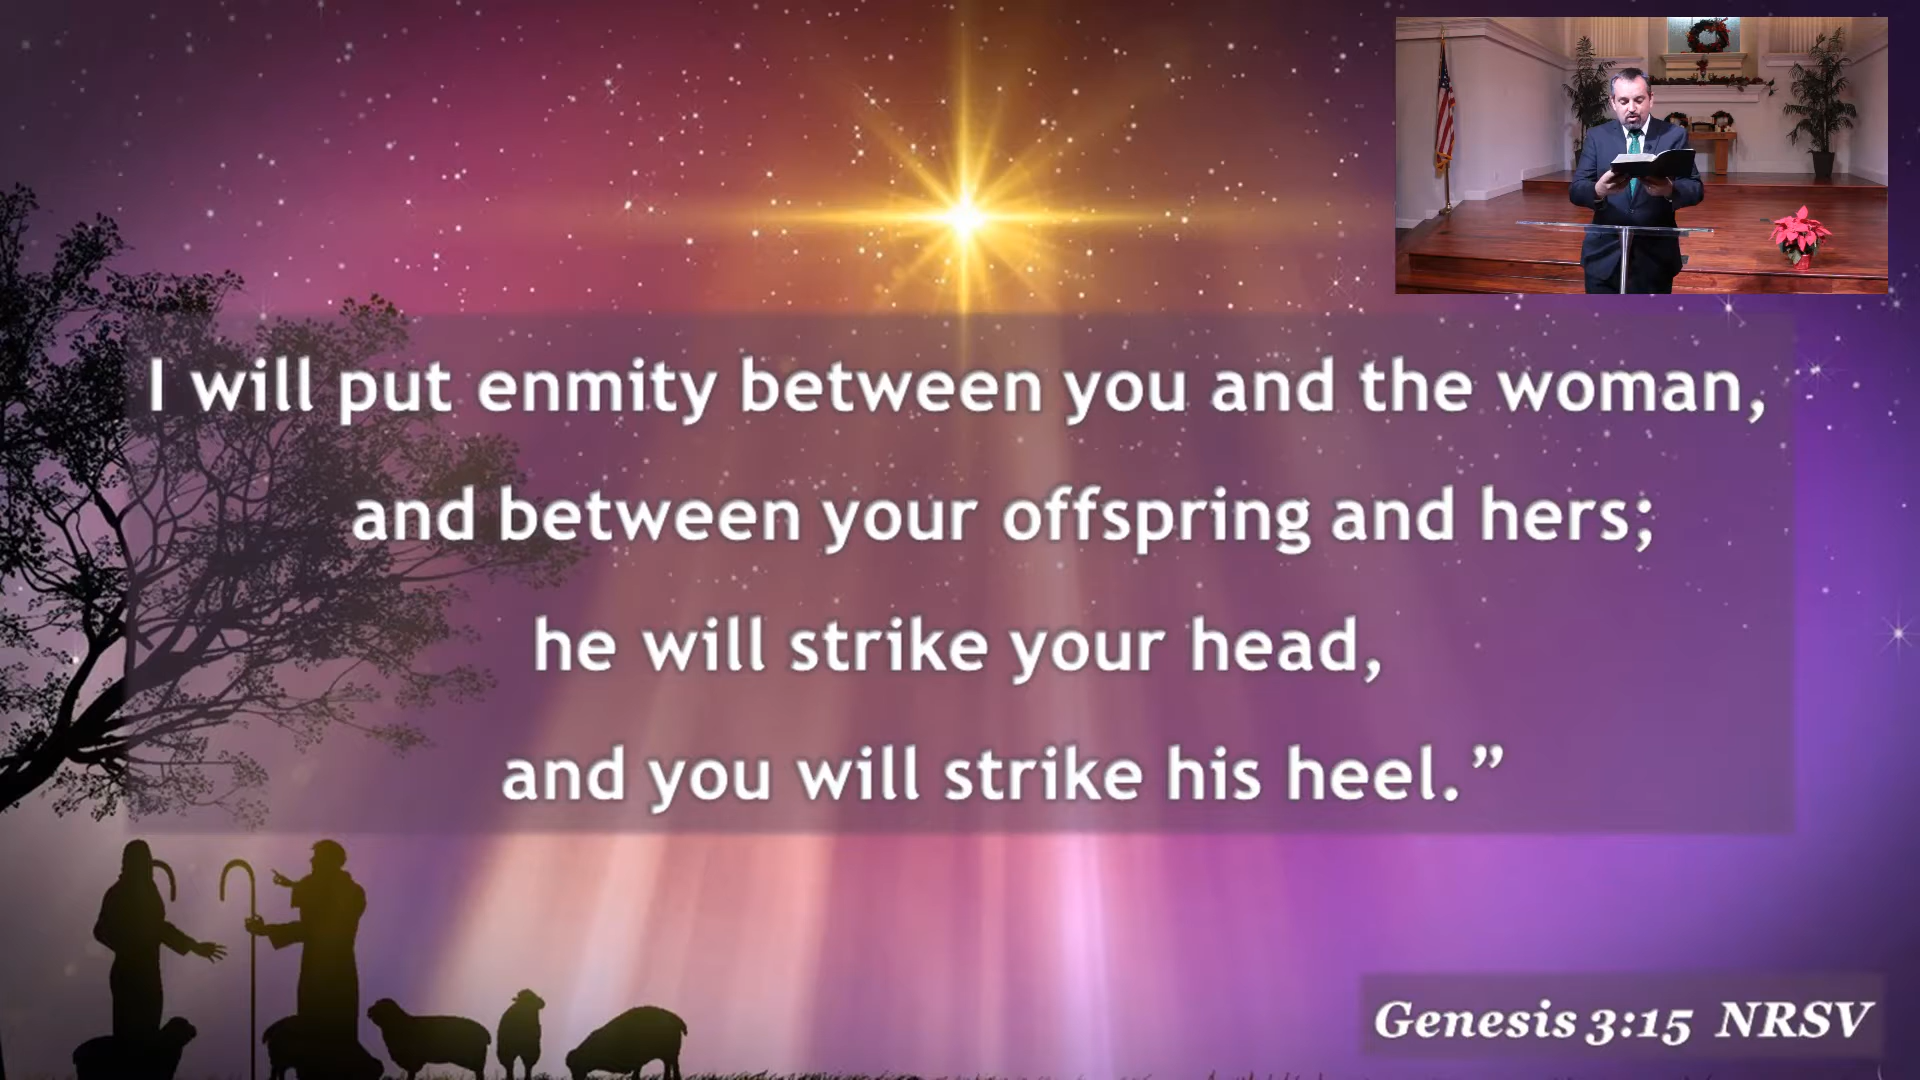 I will put enmity between you and the woman,
and between your offspring and hers;
he will strike your head,
and you will strike his heel.”
Genesis 3:15 NRSV